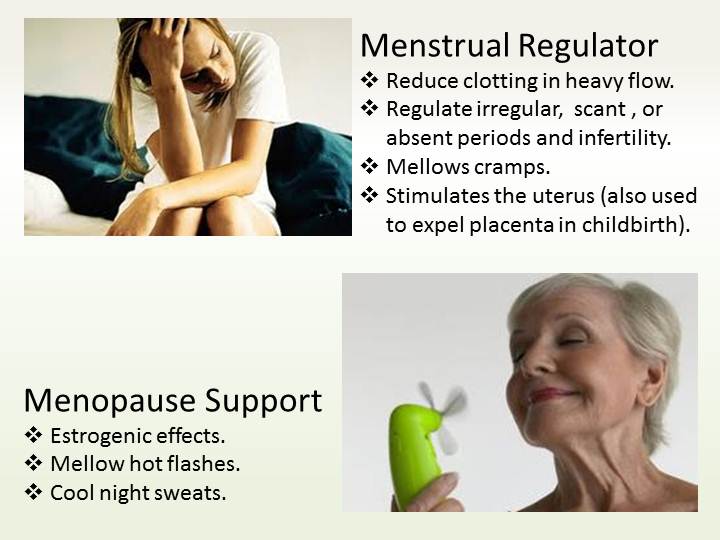 Menstrual Regulator
❖ Reduce clotting in heavy flow.
❖ Regulate irregular, scant , or
absent periods and infertility.
❖ Mellows cramps.
❖ Stimulates the uterus (also used
to expel placenta in childbirth).
Menopause Support
❖ Estrogenic effects.
❖ Mellow hot flashes.
❖ Cool night sweats.